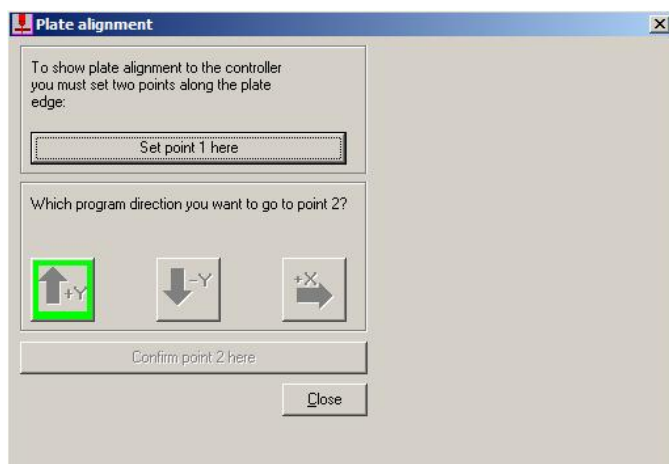 Plate alignment
To show plate alignment to the controller
you must set two points along the plate
edge:
Set point 1 here
Which program direction you want to go to point 2?
+Y
-Y
+X
Confirm point 2 here
Close